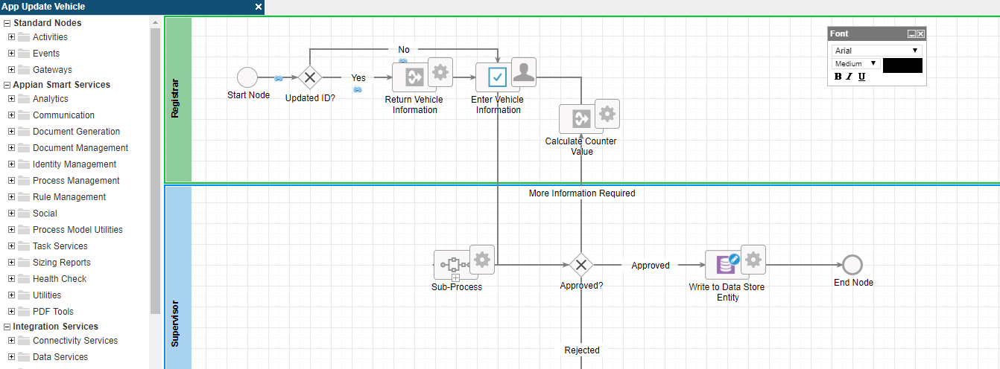 App Update Vehicle
Standard Nodes
Activities
Events
Gateways
Appian Smart Services
Analytics
Communication
Document Generation
Document Management
Identity Management
Process Management
Rule Management
Social
Process Model Utilities
Task Services
Sizing Reports
Health Check
Utilities
PDF Tools
Integration Services
Connectivity Services
Data Services
Registrar
No
Start Node
Updated ID?
Yes
Return Vehicle
Information
Enter Vehicle
Information
Calculate Counter
Value
Font
Arial
Medium
B I U
Supervisor
More Information Required
Sub-Process
Approved?
Approved
Write to Data Store
Entity
End Node
Rejected